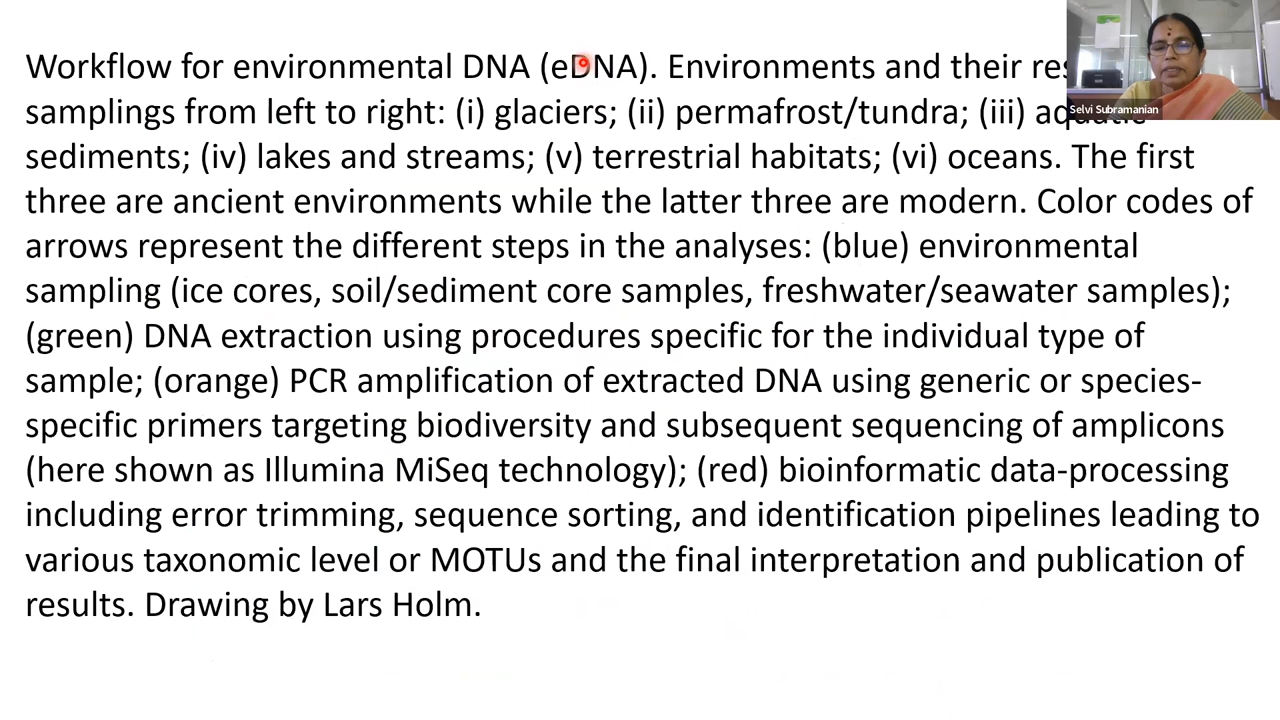 Workflow for environmental DNA (eDNA). Environments and their
samplings from left to right: (i) glaciers; (ii) permafrost/tundra; (iii) aquatic
sediments; (iv) lakes and streams; (v) terrestrial habitats; (vi) oceans. The first
three are ancient environments while the latter three are modern. Color codes of
arrows represent the different steps in the analyses: (blue) environmental
sampling (ice cores, soil/sediment core samples, freshwater/seawater samples);
(green) DNA extraction using procedures specific for the individual type of
sample; (orange) PCR amplification of extracted DNA using generic or species-
specific primers targeting biodiversity and subsequent sequencing of amplicons
(here shown as Illumina MiSeq technology); (red) bioinformatic data-processing
including error trimming, sequence sorting, and identification pipelines leading to
various taxonomic level or MOTUs and the final interpretation and publication of
results. Drawing by Lars Holm.
Selvi Subramanian